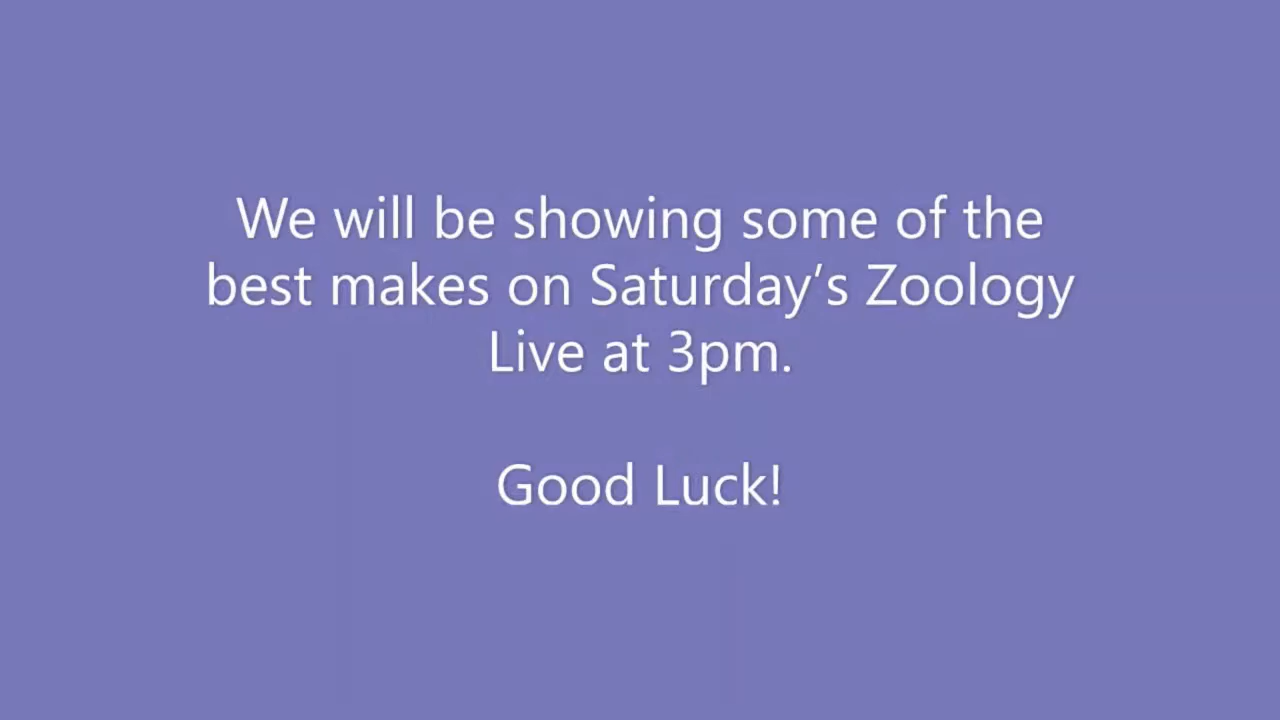 We will be showing some of the
best makes on Saturday’s Zoology
Live at 3pm.
Good Luck!